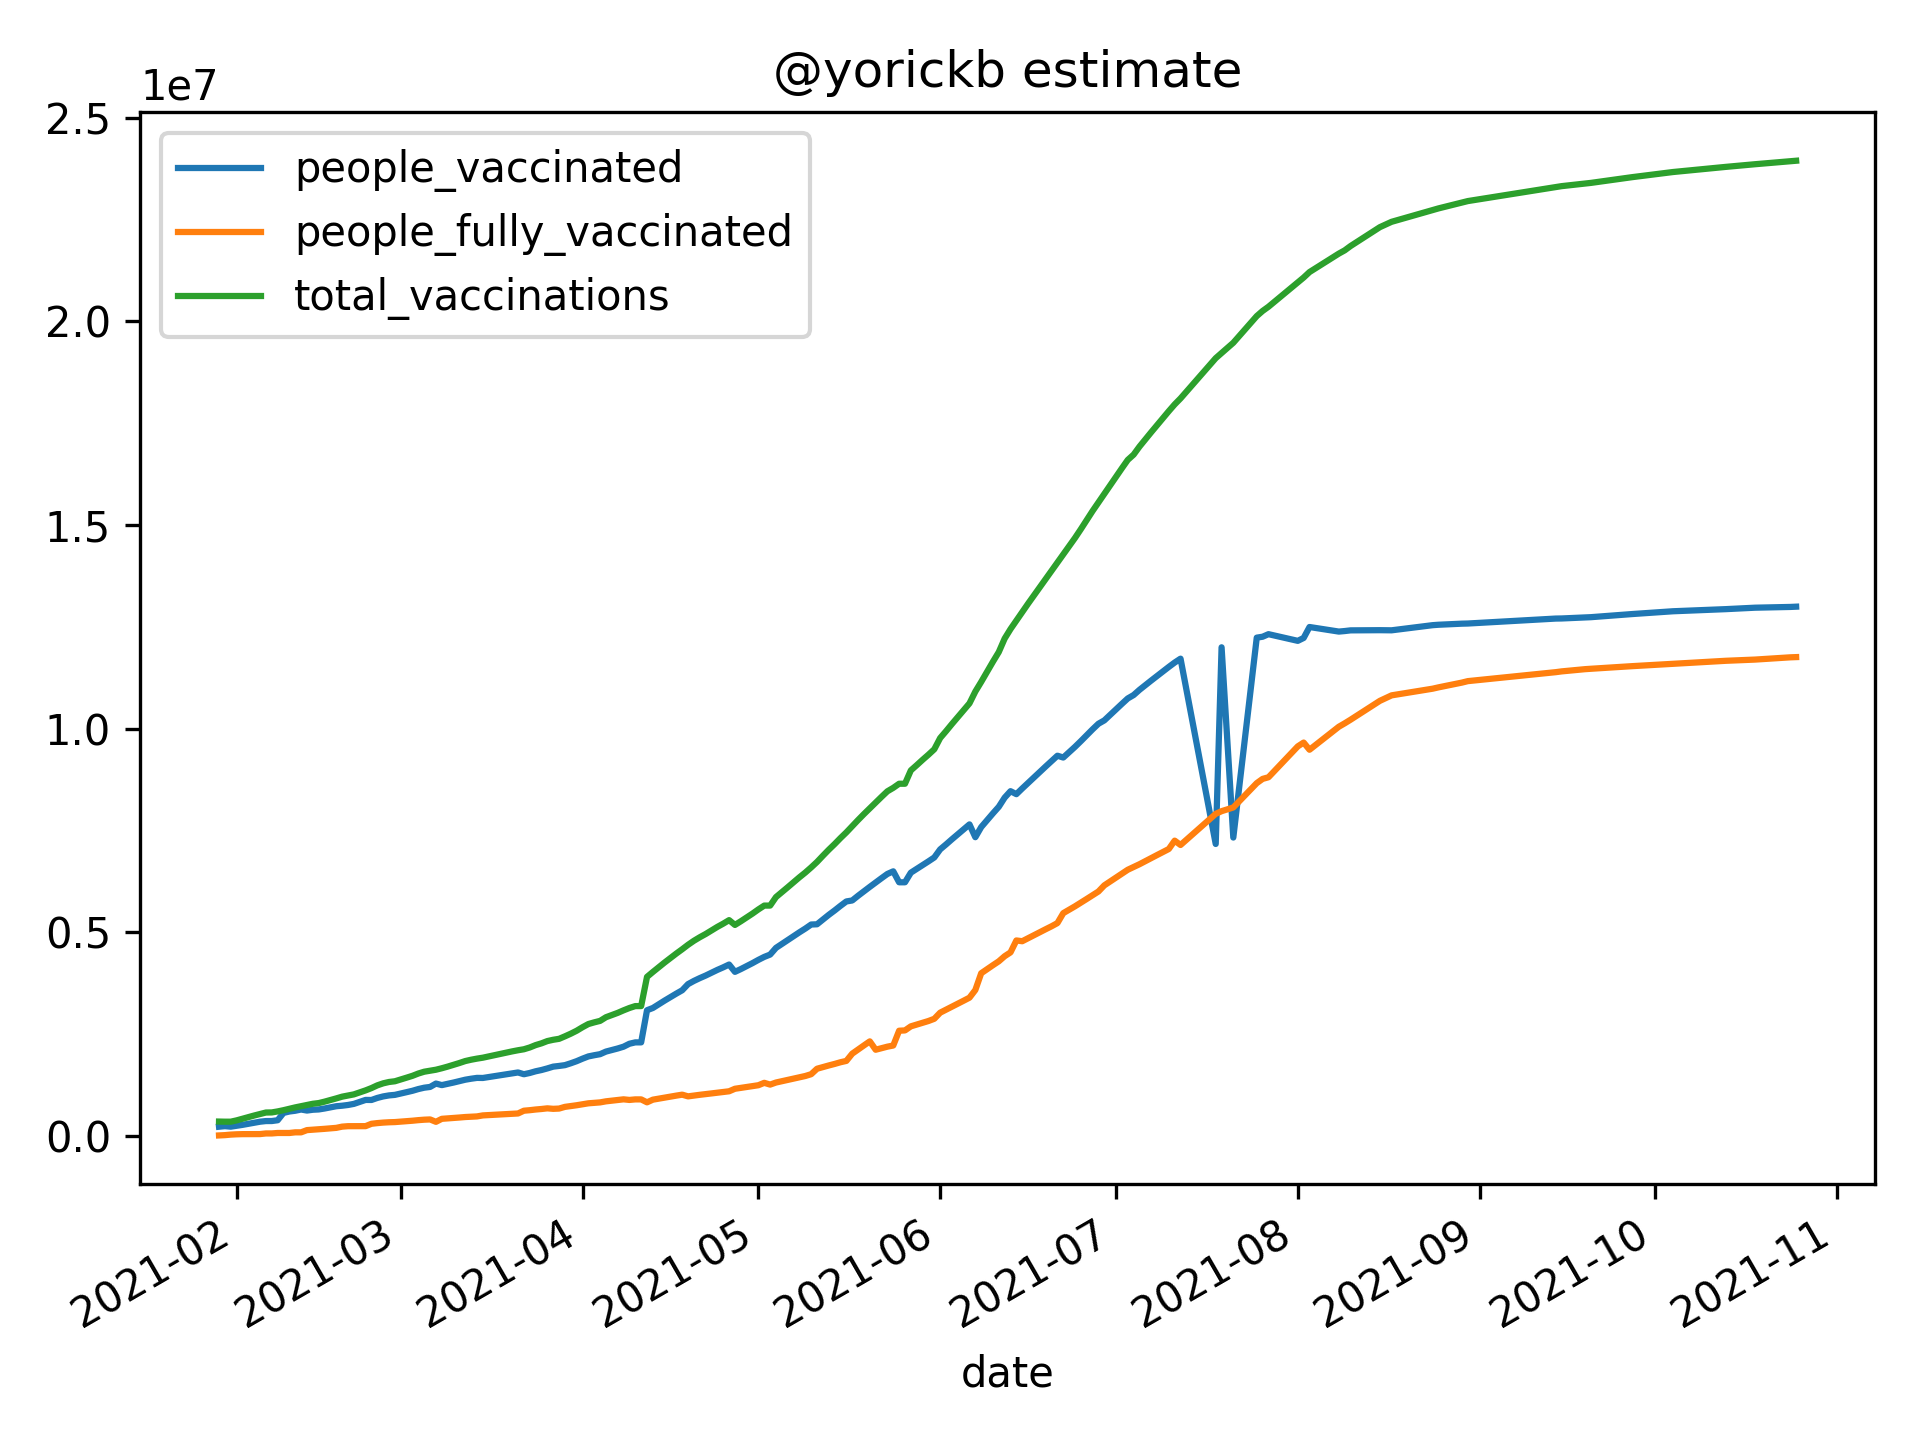 @yorickb estimate
1e7
2.5
2.0
1.5
1.0
0.5
0.0
people_vaccinated
people_fully_vaccinated
total_vaccinations
2021-02
2021-03
2021-04
2021-05
2021-06
2021-07
2021-08
2021-09
2021-10
2021-11
date